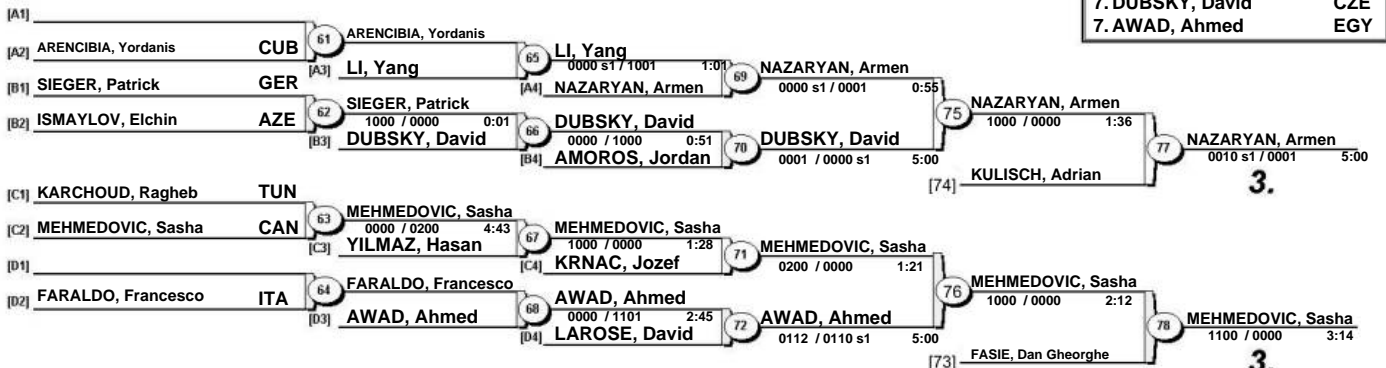 7. DUBSKY, David CZE
7. AWAD, Ahmed EGY
[A1]
[A2] ARENCIBIA, Yordanis CUB
61
ARENCIBIA, Yordanis
[A3] LI, Yang
65
LI, Yang
0000 s1 / 1001 1:01
[A4] NAZARYAN, Armen
69
NAZARYAN, Armen
0000 s1 / 0001 0:55
[B1] SIEGER, Patrick GER
[B2] ISMAYLOV, Elchin AZE
62
SIEGER, Patrick
1000 / 0000 0:01
[B3] DUBSKY, David
66
DUBSKY, David
0000 / 1000 0:51
[B4] AMOROS, Jordan
70
DUBSKY, David
0001 / 0000 s1 5:00
75
NAZARYAN, Armen
1000 / 0000 1:36
[74] KULISCH, Adrian
77
NAZARYAN, Armen
0010 s1 / 0001 5:00
3.
[C1] KARCHOUD, Ragheb TUN
[C2] MEHMEDOVIC, Sasha CAN
63
MEHMEDOVIC, Sasha
0000 / 0200 4:43
[C3] YILMAZ, Hasan
67
MEHMEDOVIC, Sasha
1000 / 0000 1:28
[C4] KRNAC, Jozef
71
MEHMEDOVIC, Sasha
0200 / 0000 1:21
[D1]
[D2] FARALDO, Francesco ITA
64
FARALDO, Francesco
[D3] AWAD, Ahmed
68
AWAD, Ahmed
0000 / 1101 2:45
[D4] LAROSE, David
72
AWAD, Ahmed
0112 / 0110 s1 5:00
76
MEHMEDOVIC, Sasha
1000 / 0000 2:12
[73] FASIE, Dan Gheorghe
78
MEHMEDOVIC, Sasha
1100 / 0000 3:14
3.